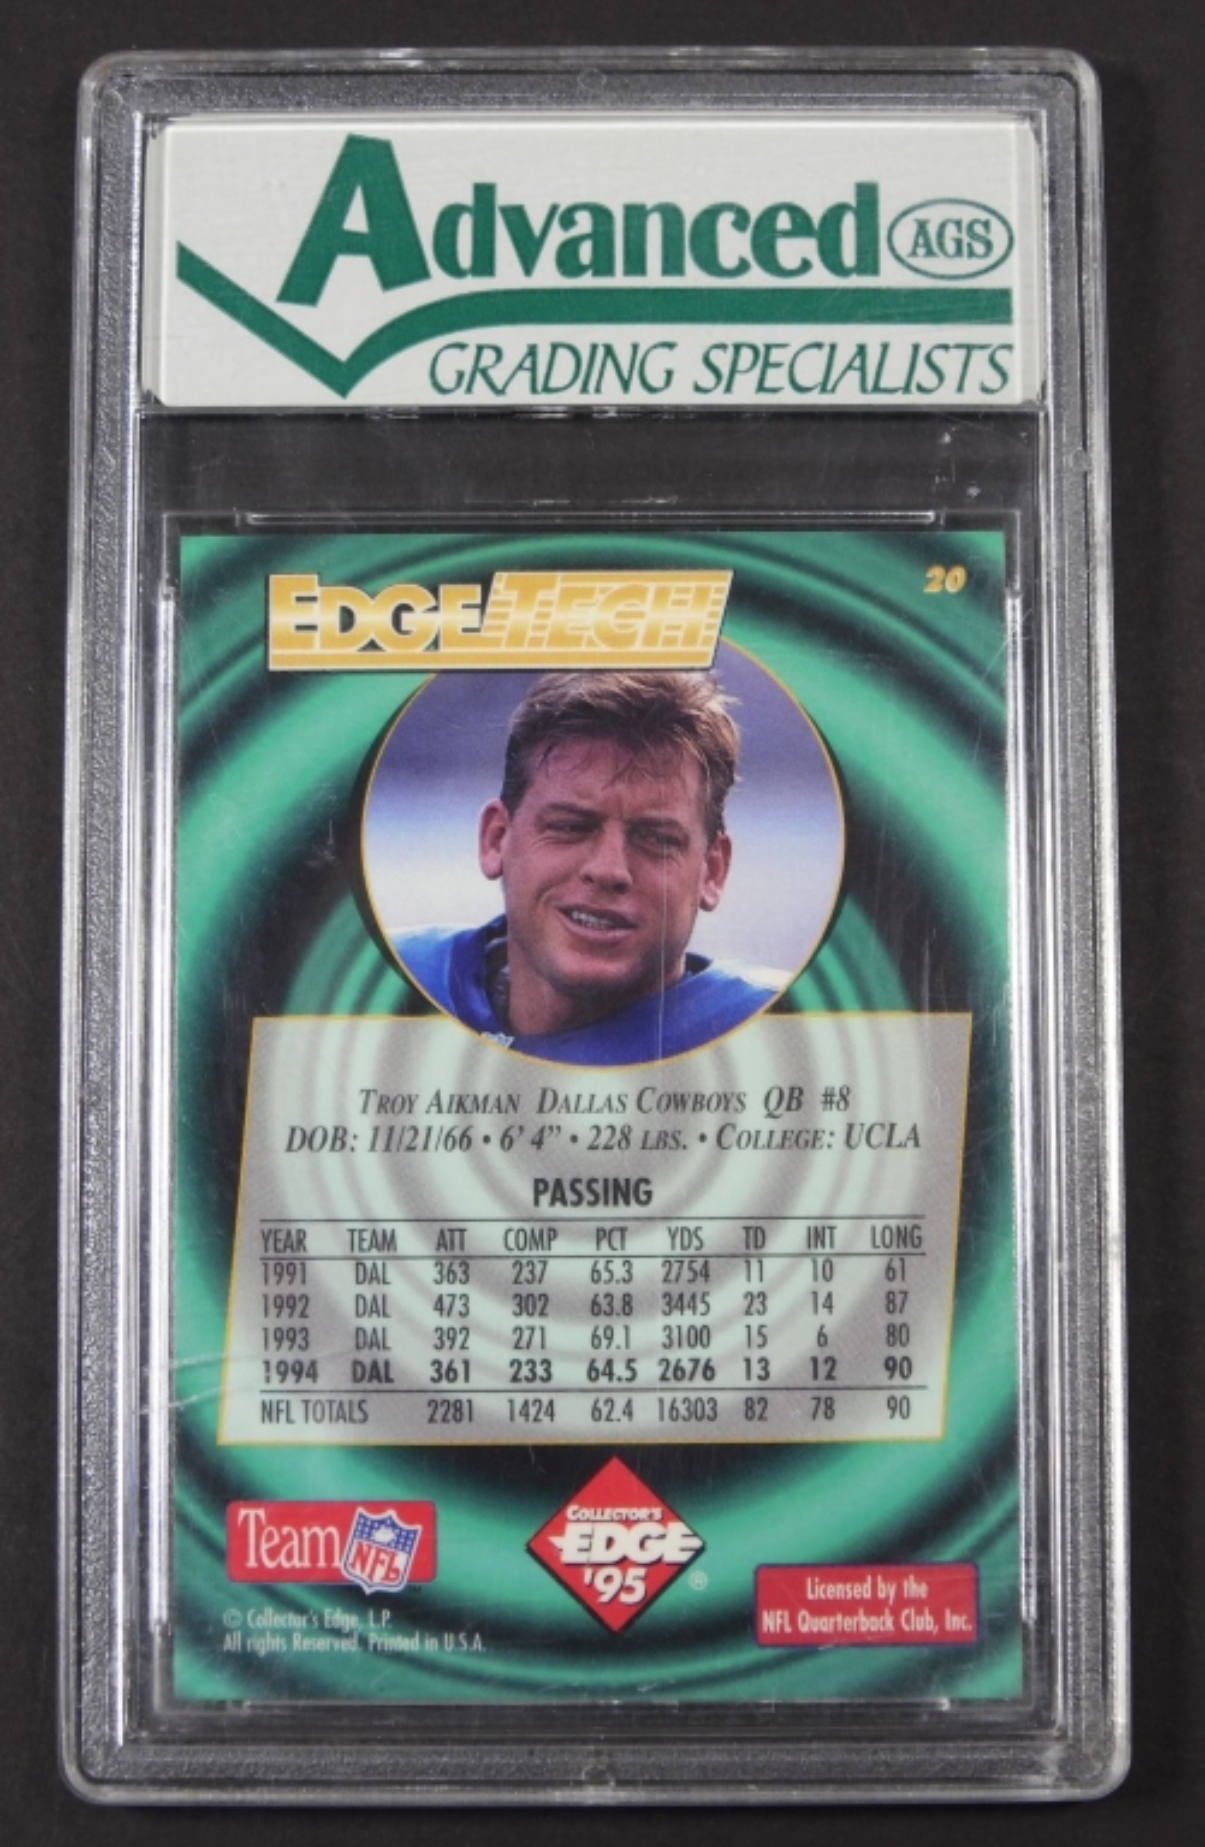 Advanced AGS
GRADING SPECIALISTS
EDGETECH 20
TROY AIKMAN DALLAS COWBOYS QB #8
DOB: 11/21/66 • 6' 4” • 228 LBS. • COLLEGE: UCLA
PASSING
YEAR TEAM ATT COMP PCT YDS TD INT LONG
1991 DAL 363 237 65.3 2754 11 10 61
1992 DAL 473 302 63.8 3445 23 14 87
1993 DAL 392 271 69.1 3100 15 6 80
1994 DAL 361 233 64.5 2676 13 12 90
NFL TOTALS 2281 1424 62.4 16303 82 78 90
Team NFL
COLLECTOR'S
EDGE
'95 ®
Licensed by the
NFL Quarterback Club, Inc.
© Collector's Edge, L.P.
All rights Reserved. Printed in U.S.A.